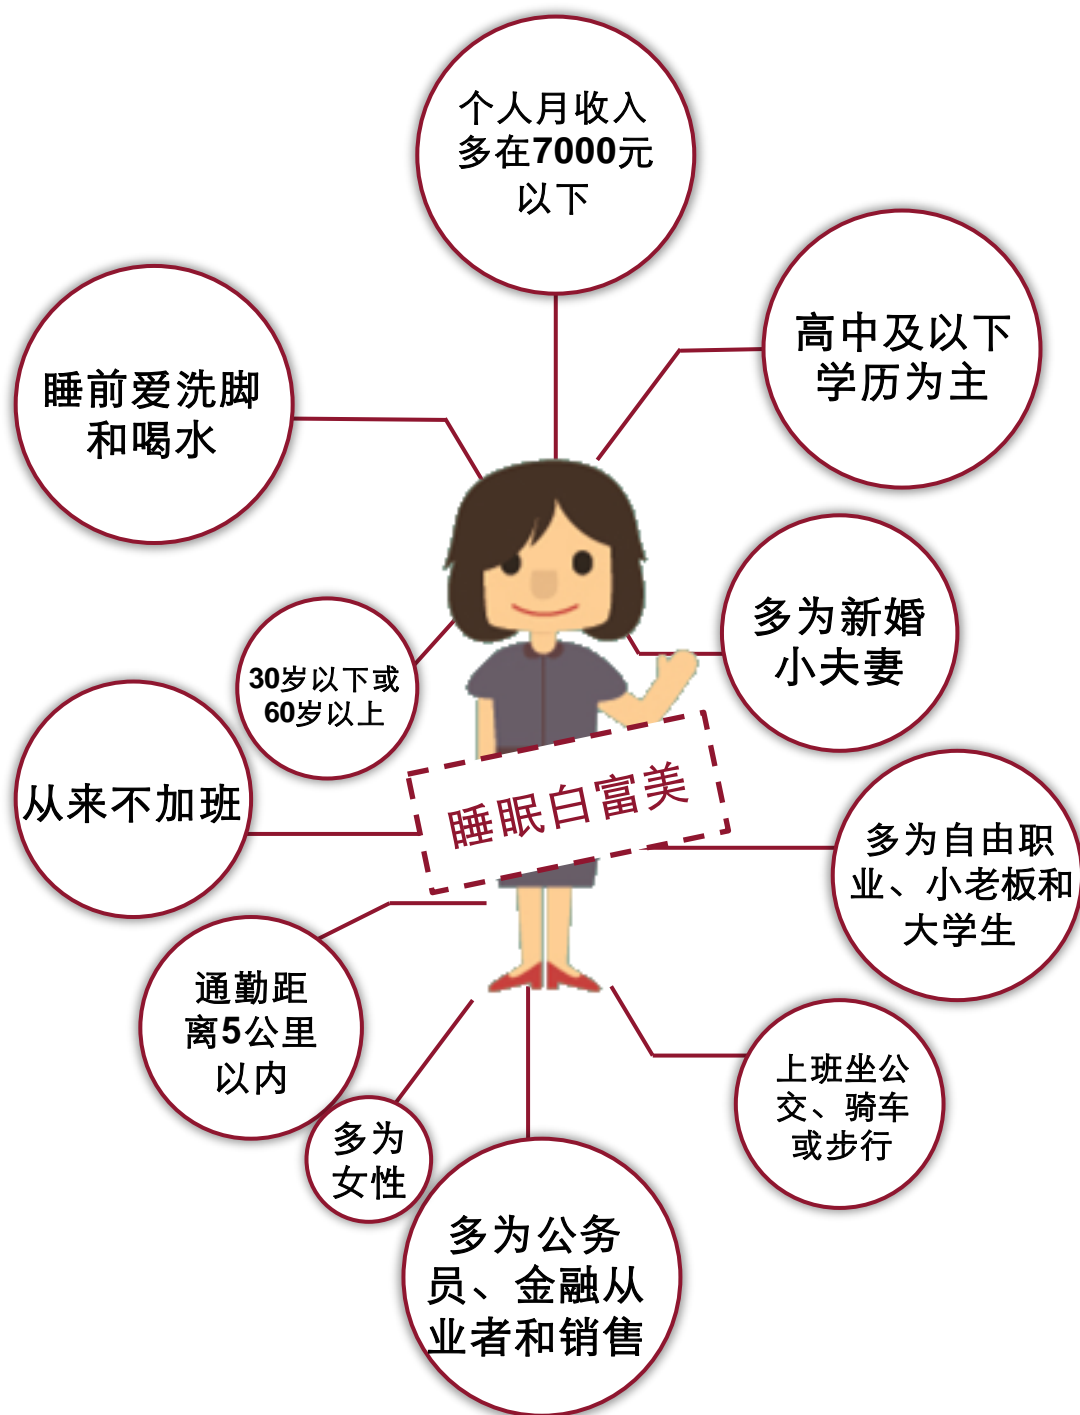 个人月收入
多在7000元
以下
高中及以下
学历为主
睡前爱洗脚
和喝水
多为新婚
小夫妻
30岁以下或
60岁以上
从来不加班
睡眠白富美
多为自由职
业、小老板和
大学生
通勤距
离5公里
以内
上班坐公
交、骑车
或步行
多为
女性
多为公务
员、金融从
业者和销售